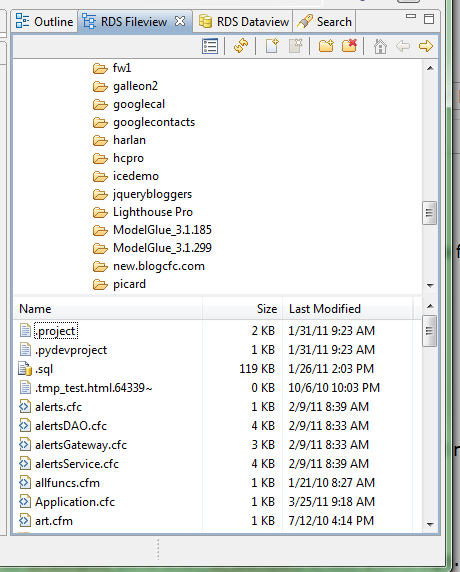 Outline RDS Fileview RDS Dataview Search
fw1
galleon2
googlecal
googlecontacts
harlan
hcpro
icedemo
jquerybloggers
Lighthouse Pro
ModelGlue_3.1.185
ModelGlue_3.1.299
new.blogcfc.com
picard
Name Size Last Modified
.project 2 KB 1/31/11 9:23 AM
.pydevproject 1 KB 1/31/11 9:23 AM
.sql 119 KB 1/26/11 2:03 PM
.tmp_test.html.64339~ 0 KB 10/6/10 10:03 PM
alerts.cfc 1 KB 2/9/11 8:39 AM
alertsDAO.cfc 4 KB 2/9/11 8:33 AM
alertsGateway.cfc 3 KB 2/9/11 8:33 AM
alertsService.cfc 4 KB 2/9/11 8:39 AM
allfuncs.cfm 1 KB 1/21/10 8:27 AM
Application.cfc 1 KB 3/25/11 9:18 AM
art.cfm 1 KB 7/12/10 4:14 PM